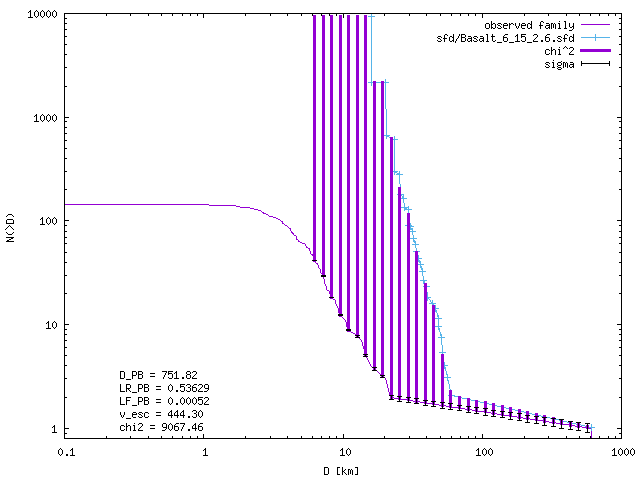 10000
1000
100
10
1
0.1
1
10
100
1000
N(>D)
D [km]
observed family
sfd/Basalt_6_15_2.6.sfd
chi^2
sigma
D_PB = 751.82
LR_PB = 0.53629
LF_PB = 0.00052
v_esc = 444.30
chi2 = 9067.46